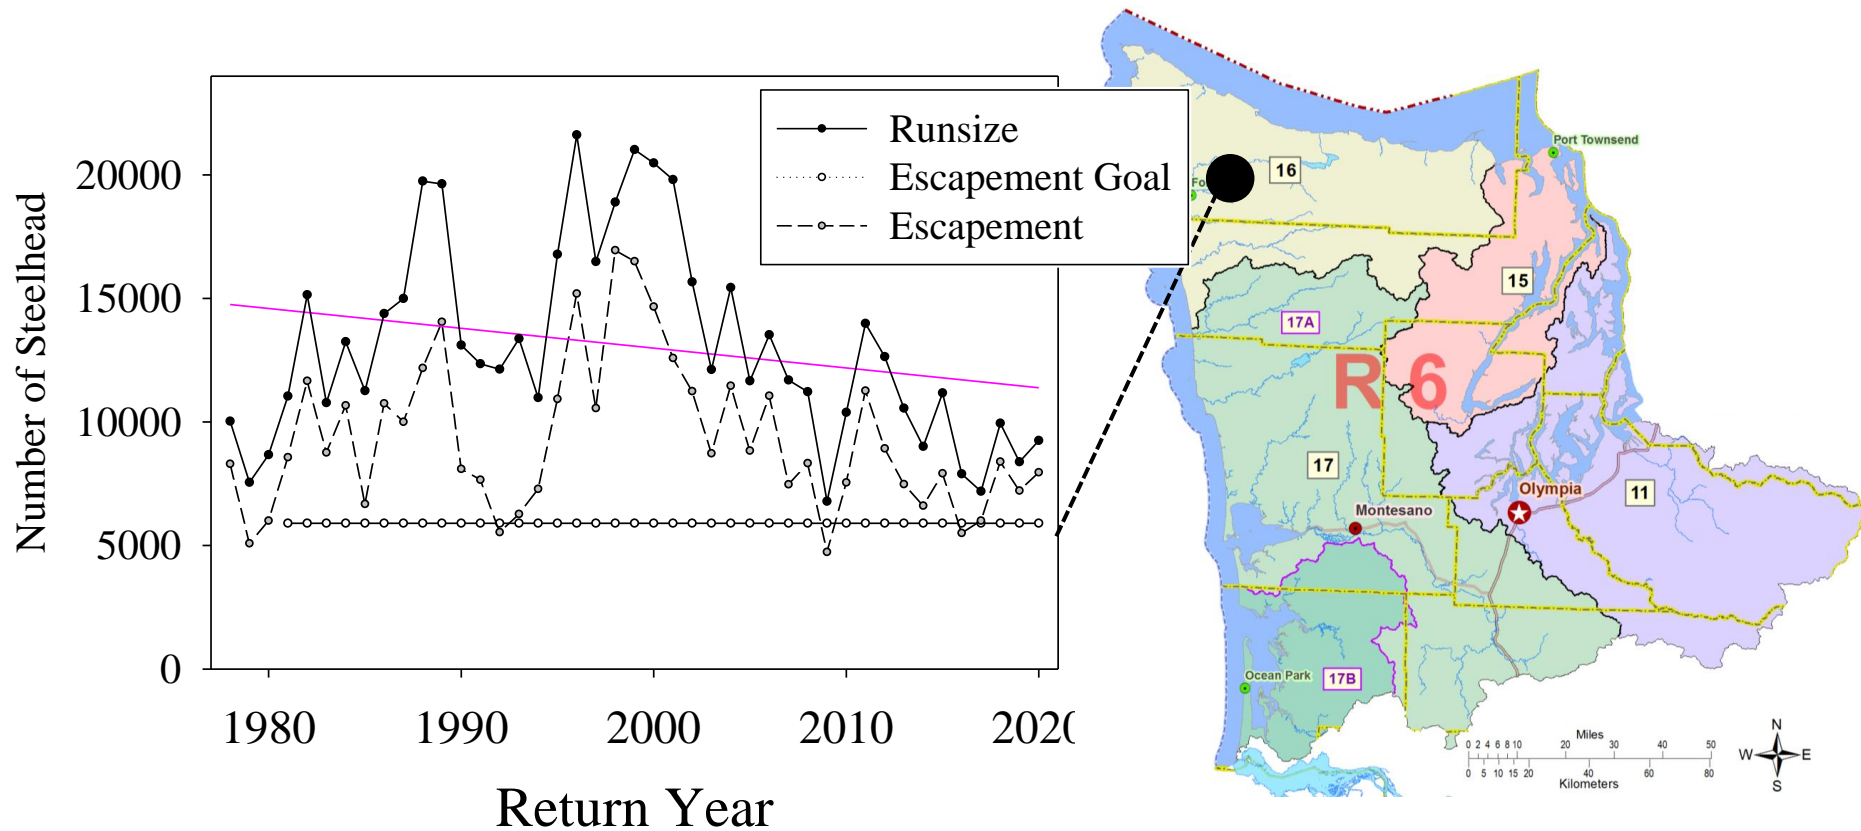 Number of Steelhead
20000
15000
10000
5000
0
1980
1990
2000
2010
2020
Return Year
Runsize
Escapement Goal
Escapement
Port Townsend
Fo
16
15
17A
R 6
17
Olympia
11
Montesano
Ocean Park
17B
Miles
0 2 4 6 8 10 20 30 40 50
0 5 10 15 20 40 60 80
Kilometers
N
W E
S